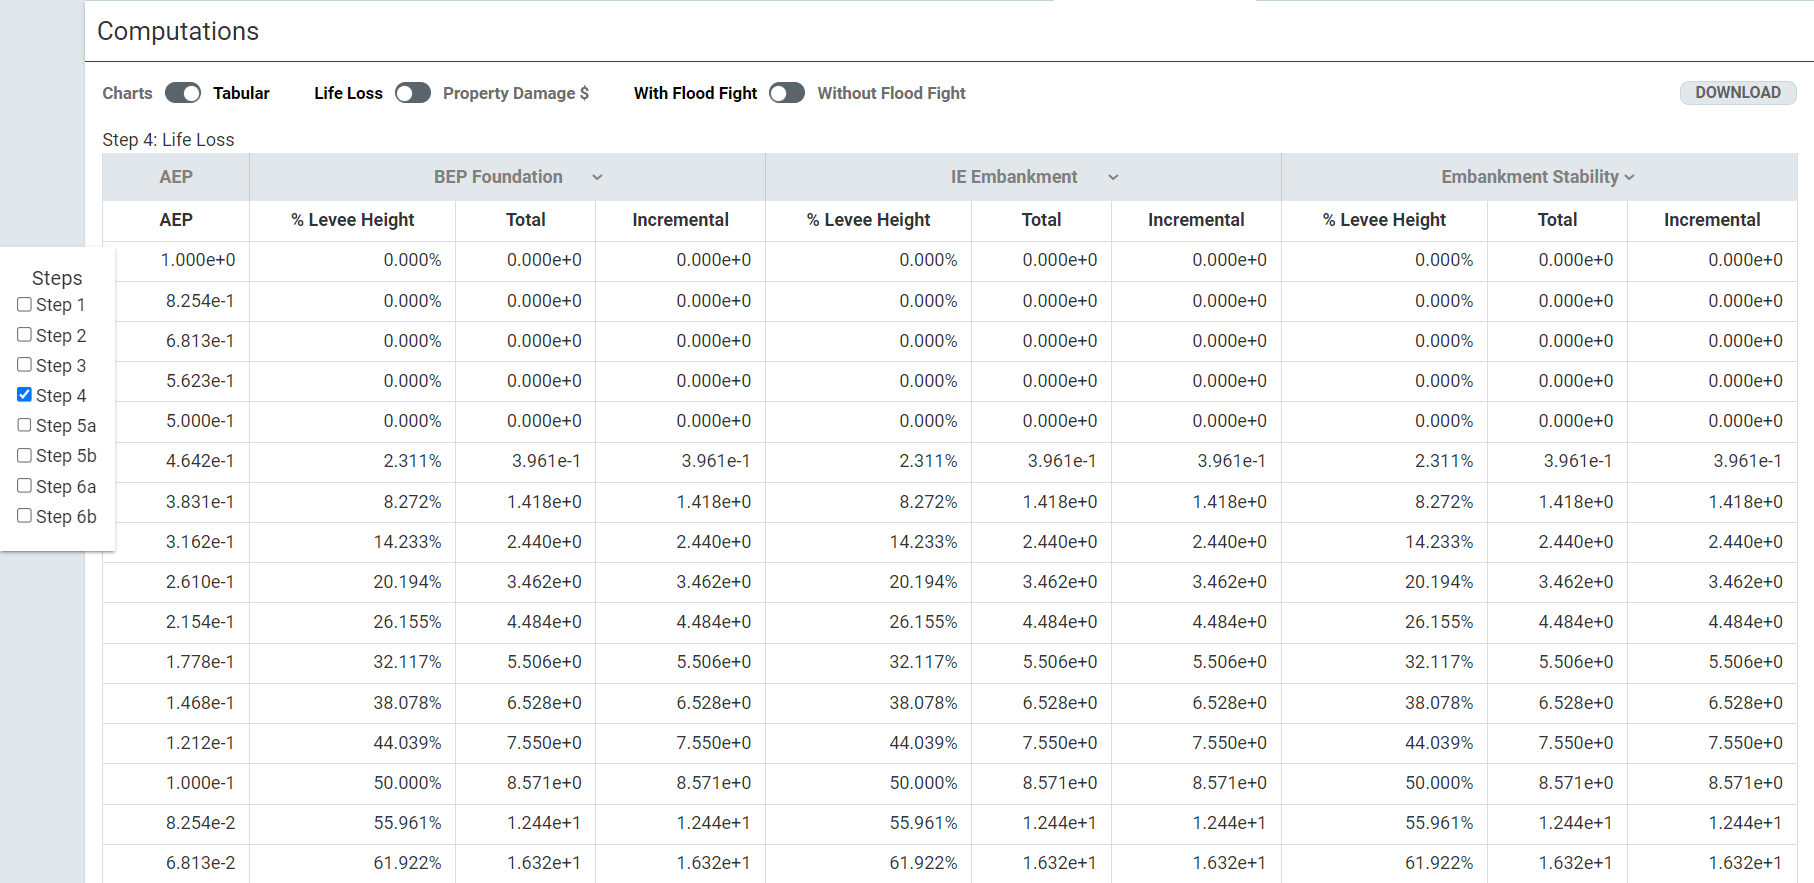 Computations
Charts Tabular Life Loss Property Damage $ With Flood Fight Without Flood Fight DOWNLOAD
Step 4: Life Loss
AEP BEP Foundation IE Embankment Embankment Stability
AEP % Levee Height Total Incremental % Levee Height Total Incremental % Levee Height Total Incremental
1.000e+0 0.000% 0.000e+0 0.000e+0 0.000% 0.000e+0 0.000e+0 0.000% 0.000e+0 0.000e+0
8.254e-1 0.000% 0.000e+0 0.000e+0 0.000% 0.000e+0 0.000e+0 0.000% 0.000e+0 0.000e+0
6.813e-1 0.000% 0.000e+0 0.000e+0 0.000% 0.000e+0 0.000e+0 0.000% 0.000e+0 0.000e+0
5.623e-1 0.000% 0.000e+0 0.000e+0 0.000% 0.000e+0 0.000e+0 0.000% 0.000e+0 0.000e+0
5.000e-1 0.000% 0.000e+0 0.000e+0 0.000% 0.000e+0 0.000e+0 0.000% 0.000e+0 0.000e+0
4.642e-1 2.311% 3.961e-1 3.961e-1 2.311% 3.961e-1 3.961e-1 2.311% 3.961e-1 3.961e-1
3.831e-1 8.272% 1.418e+0 1.418e+0 8.272% 1.418e+0 1.418e+0 8.272% 1.418e+0 1.418e+0
3.162e-1 14.233% 2.440e+0 2.440e+0 14.233% 2.440e+0 2.440e+0 14.233% 2.440e+0 2.440e+0
2.610e-1 20.194% 3.462e+0 3.462e+0 20.194% 3.462e+0 3.462e+0 20.194% 3.462e+0 3.462e+0
2.154e-1 26.155% 4.484e+0 4.484e+0 26.155% 4.484e+0 4.484e+0 26.155% 4.484e+0 4.484e+0
1.778e-1 32.117% 5.506e+0 5.506e+0 32.117% 5.506e+0 5.506e+0 32.117% 5.506e+0 5.506e+0
1.468e-1 38.078% 6.528e+0 6.528e+0 38.078% 6.528e+0 6.528e+0 38.078% 6.528e+0 6.528e+0
1.212e-1 44.039% 7.550e+0 7.550e+0 44.039% 7.550e+0 7.550e+0 44.039% 7.550e+0 7.550e+0
1.000e-1 50.000% 8.571e+0 8.571e+0 50.000% 8.571e+0 8.571e+0 50.000% 8.571e+0 8.571e+0
8.254e-2 55.961% 1.244e+1 1.244e+1 55.961% 1.244e+1 1.244e+1 55.961% 1.244e+1 1.244e+1
6.813e-2 61.922% 1.632e+1 1.632e+1 61.922% 1.632e+1 1.632e+1 61.922% 1.632e+1 1.632e+1
Steps
Step 1
Step 2
Step 3
Step 4
Step 5a
Step 5b
Step 6a
Step 6b